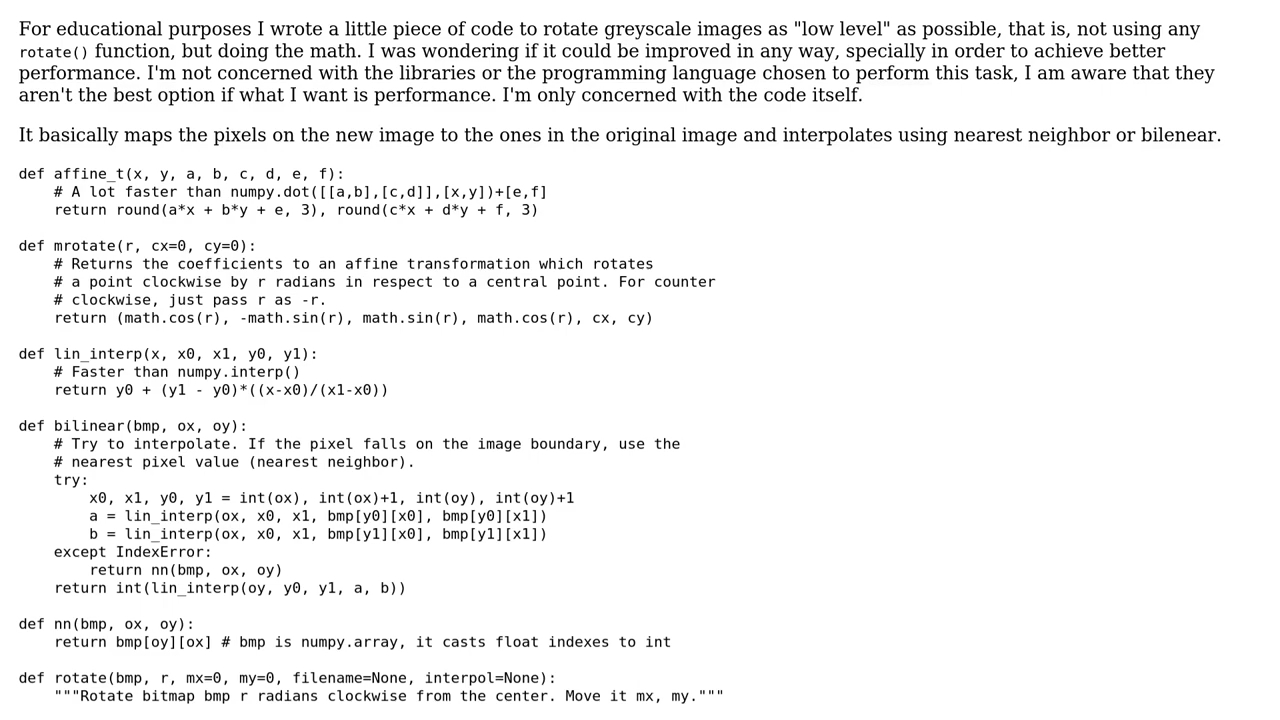 For educational purposes I wrote a little piece of code to rotate greyscale images as "low level" as possible, that is, not using any
rotate() function, but doing the math. I was wondering if it could be improved in any way, specially in order to achieve better
performance. I'm not concerned with the libraries or the programming language chosen to perform this task, I am aware that they
aren't the best option if what I want is performance. I'm only concerned with the code itself.
It basically maps the pixels on the new image to the ones in the original image and interpolates using nearest neighbor or bilenear.
def affine_t(x, y, a, b, c, d, e, f):
    # A lot faster than numpy.dot([[a,b],[c,d]],[x,y])+[e,f]
    return round(a*x + b*y + e, 3), round(c*x + d*y + f, 3)
def mrotate(r, cx=0, cy=0):
    # Returns the coefficients to an affine transformation which rotates
    # a point clockwise by r radians in respect to a central point. For counter
    # clockwise, just pass r as -r.
    return (math.cos(r), -math.sin(r), math.sin(r), math.cos(r), cx, cy)
def lin_interp(x, x0, x1, y0, y1):
    # Faster than numpy.interp()
    return y0 + (y1 - y0)*((x-x0)/(x1-x0))
def bilinear(bmp, ox, oy):
    # Try to interpolate. If the pixel falls on the image boundary, use the
    # nearest pixel value (nearest neighbor).
    try:
        x0, x1, y0, y1 = int(ox), int(ox)+1, int(oy), int(oy)+1
        a = lin_interp(ox, x0, x1, bmp[y0][x0], bmp[y0][x1])
        b = lin_interp(ox, x0, x1, bmp[y1][x0], bmp[y1][x1])
    except IndexError:
        return nn(bmp, ox, oy)
    return int(lin_interp(oy, y0, y1, a, b))
def nn(bmp, ox, oy):
    return bmp[oy][ox] # bmp is numpy.array, it casts float indexes to int
def rotate(bmp, r, mx=0, my=0, filename=None, interpol=None):
    """Rotate bitmap bmp r radians clockwise from the center. Move it mx, my."""